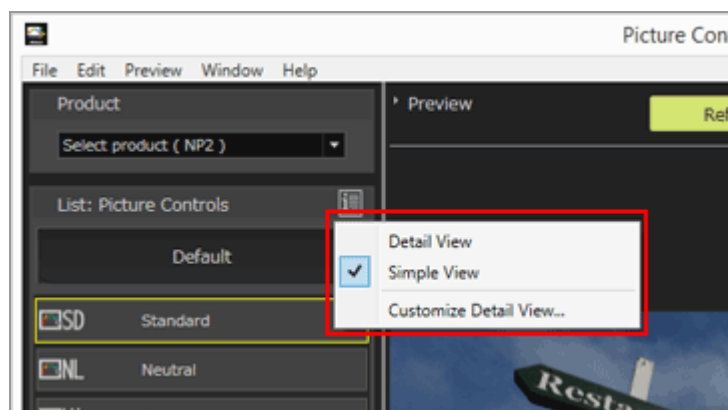 Picture Con
File Edit Preview Window Help
Product
Select product ( NP2 )
Preview
Ref
List: Picture Controls
Default
Detail View
Simple View
Customize Detail View...
SD Standard
NL Neutral
Resta